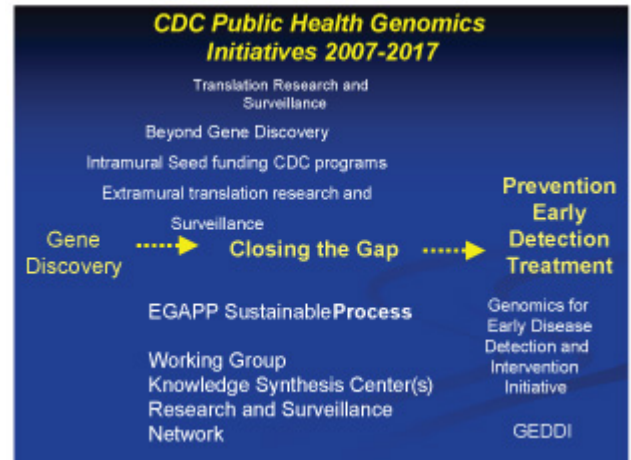 CDC Public Health Genomics
Initiatives 2007-2017
Translation Research and
Surveillance
Beyond Gene Discovery
Intramural Seed funding CDC programs
Extramural translation research and
Surveillance
Gene
Discovery
Closing the Gap
Prevention
Early
Detection
Treatment
EGAPP SustainableProcess
Working Group
Knowledge Synthesis Center(s)
Research and Surveillance
Network
Genomics for
Early Disease
Detection and
Intervention
Initiative
GEDDI